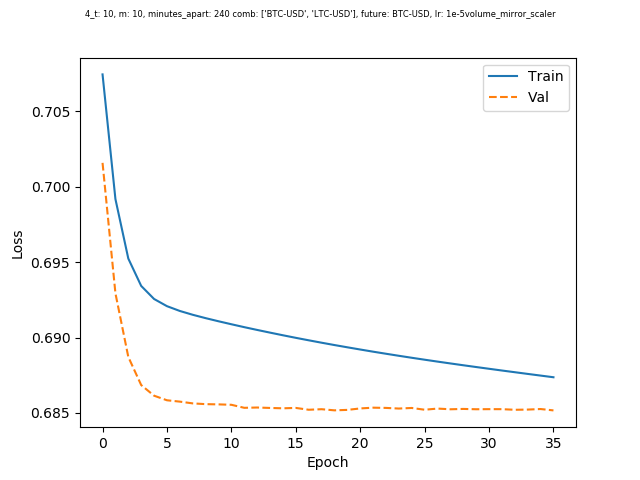 4_t: 10, m: 10, minutes_apart: 240 comb: ['BTC-USD', 'LTC-USD'], future: BTC-USD, lr: 1e-5volume_mirror_scaler
Train
Val
Loss
0.705
0.700
0.695
0.690
0.685
0 5 10 15 20 25 30 35
Epoch